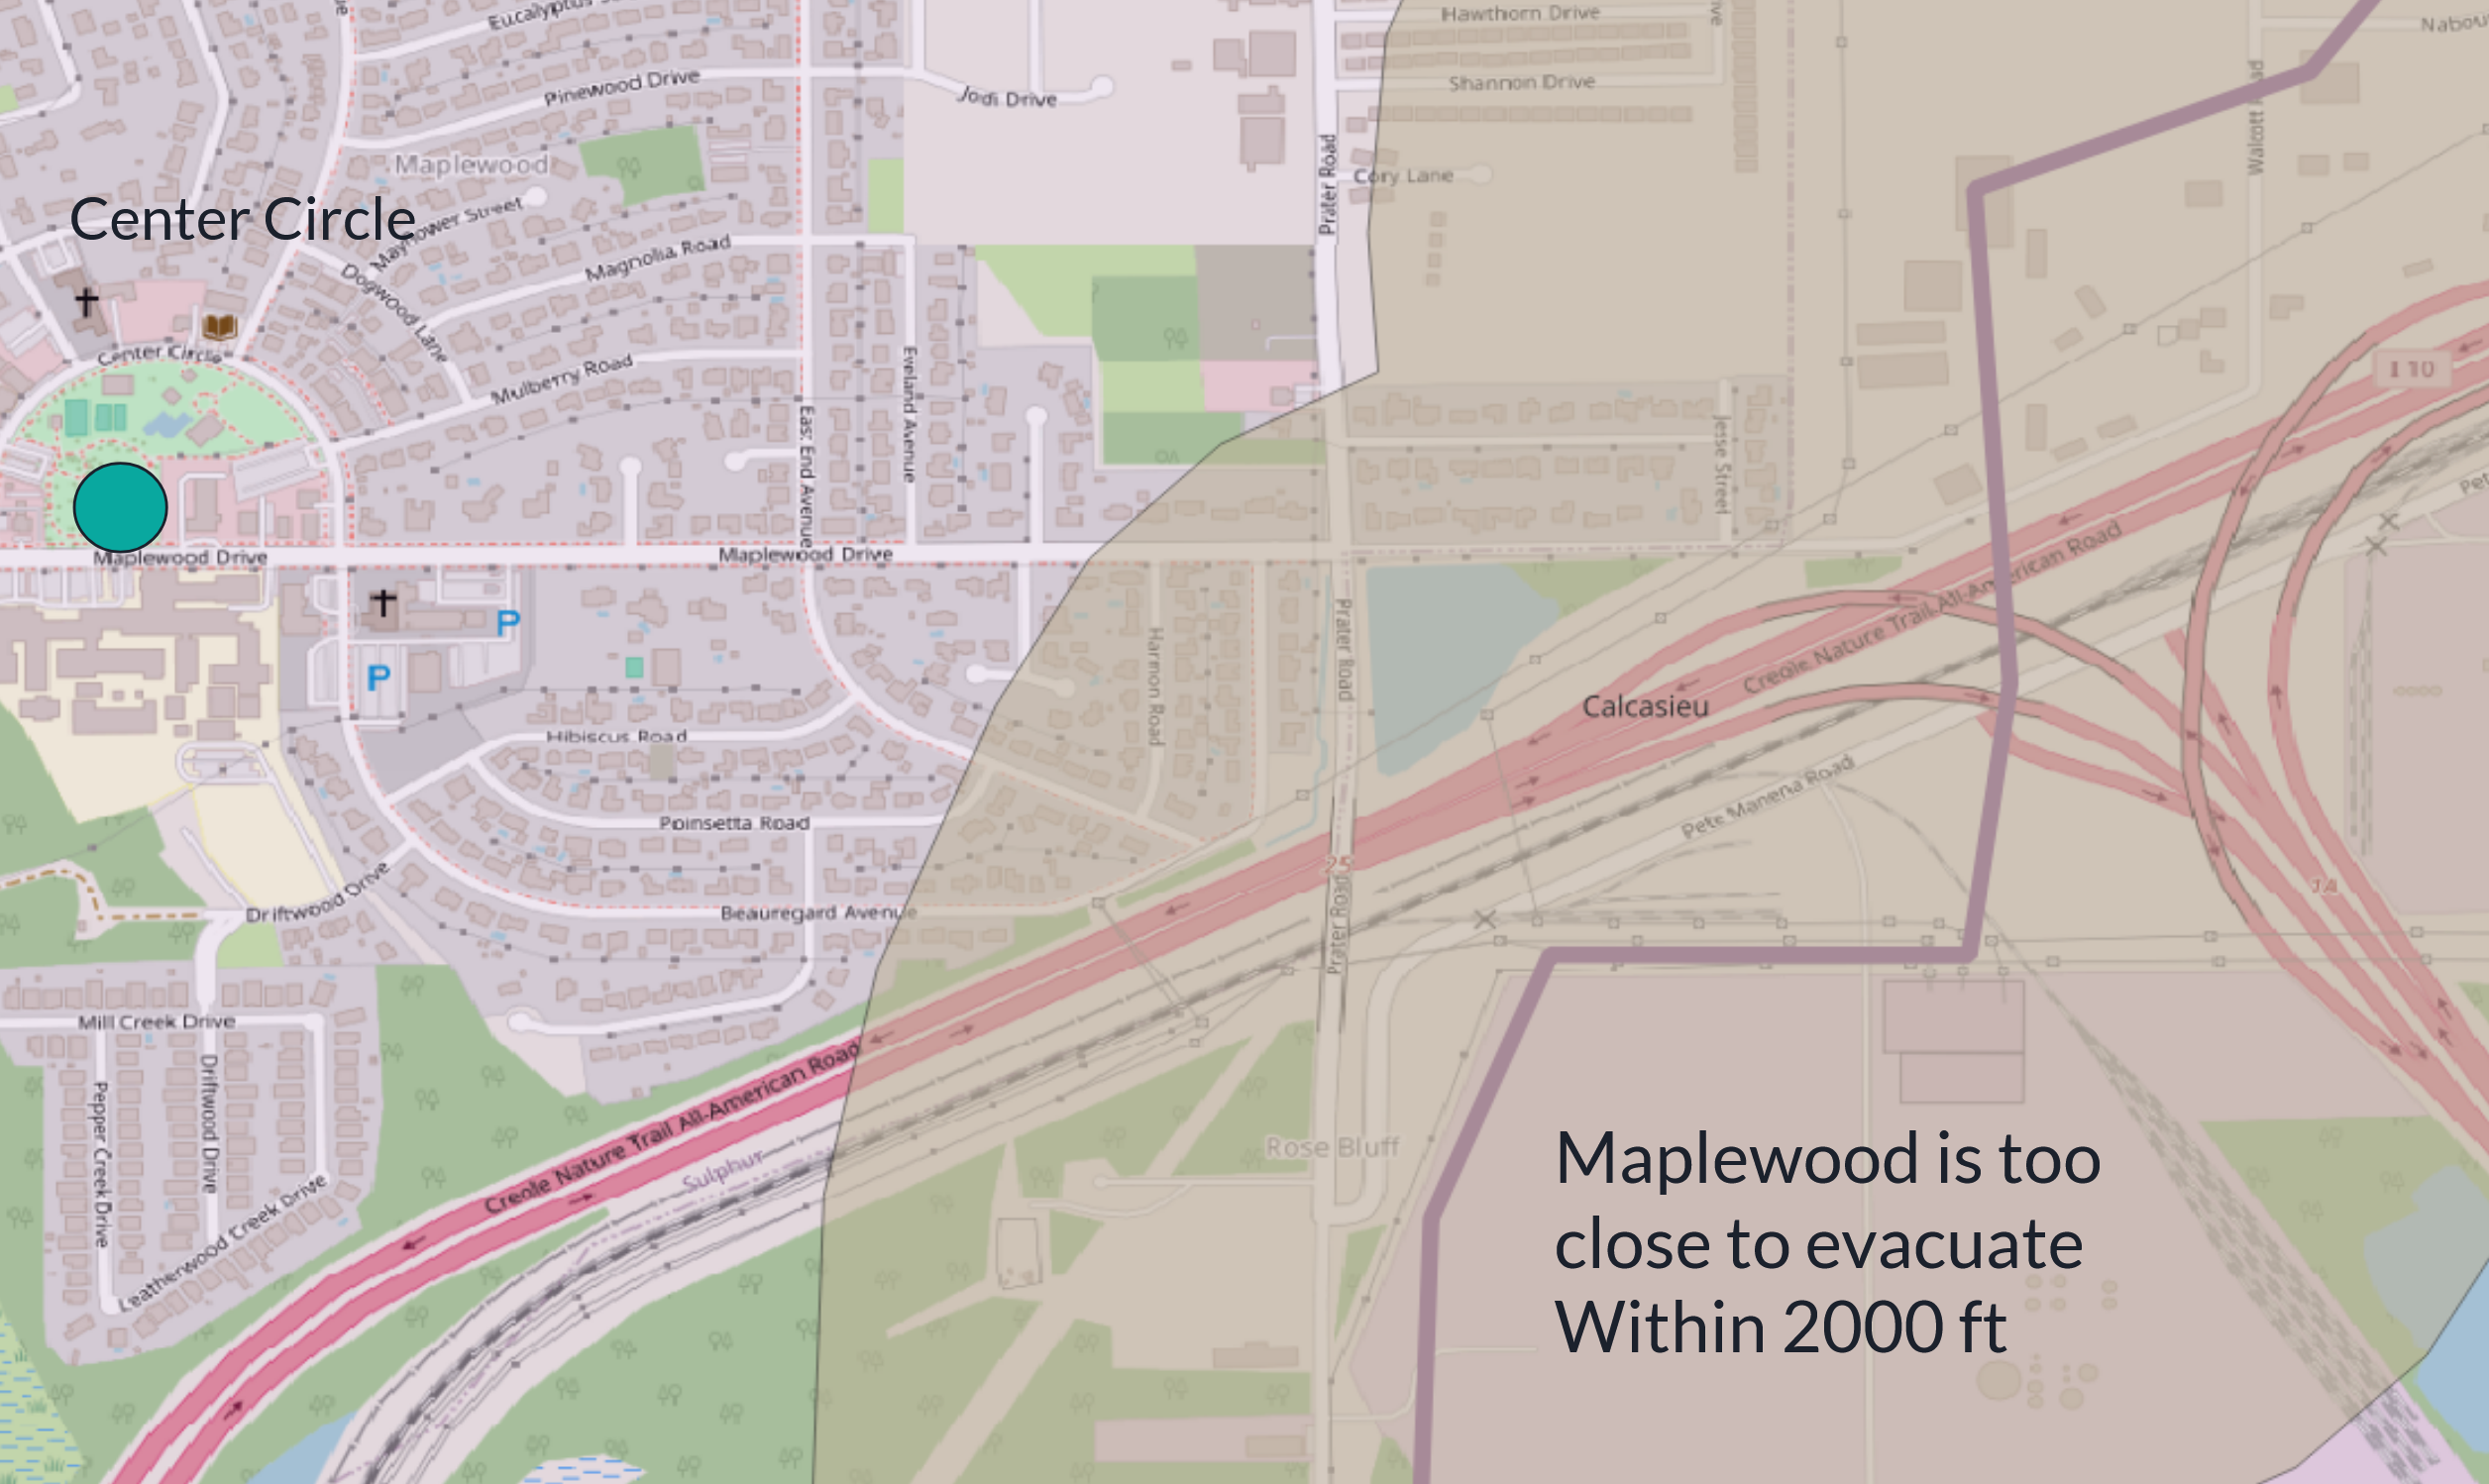 Eucalyptus
Hawthorn Drive
Nabou
Pinewood Drive
Jodi Drive
Shannon Drive
Walcott Road
Maplewood
Prater Road
Cory Lane
Center Circle
Mayflower Street
Magnolia Road
Dogwood Lane
Center Circle
Mulberry Road
Eveland Avenue
I 10
East End Avenue
Jesse Street
Pet
Maplewood Drive
Maplewood Drive
Creole Nature Trail All-American Road
P
P
Harmon Road
Prater Road
Calcasieu
Hibiscus Road
Pete Manena Road
Poinsetta Road
25
1A
Driftwood Drive
Beauregard Avenue
Prater Road
Mill Creek Drive
Driftwood Drive
Pepper Creek Drive
Creole Nature Trail All-American Road
Sulphur
Rose Bluff
Leatherwood Creek Drive
Maplewood is too
close to evacuate
Within 2000 ft